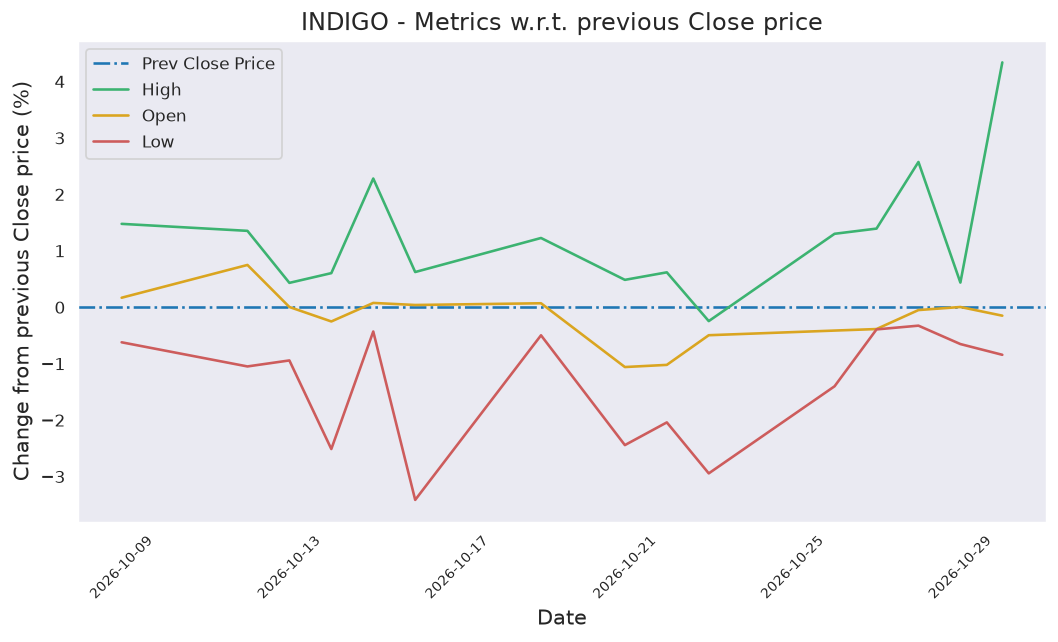 INDIGO - Metrics w.r.t. previous Close price
Prev Close Price
High
Open
Low
Change from previous Close price (%)
4
3
2
1
0
−1
−2
−3
2026-10-09
2026-10-13
2026-10-17
2026-10-21
2026-10-25
2026-10-29
Date